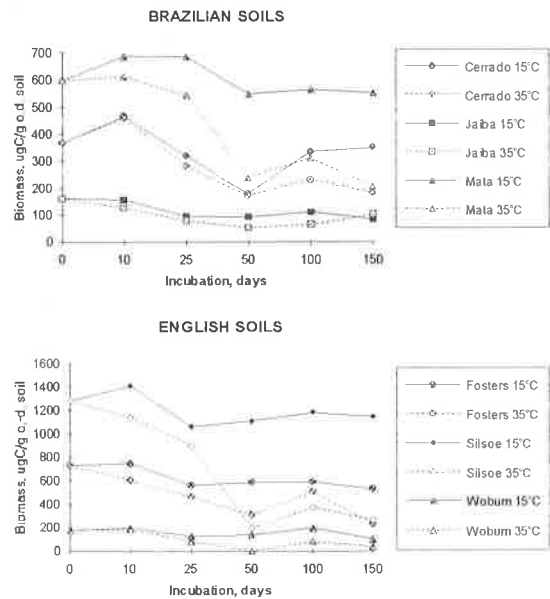 BRAZILIAN SOILS
Biomass, ugC/g o.d. soil
700
600
500
400
300
200
100
0
0 10 25 50 100 150
Incubation, days
Cerrado 15°C
Cerrado 35°C
Jaiba 15°C
Jaiba 35°C
Mata 15°C
Mata 35°C
ENGLISH SOILS
Biomass, ugC/g o.-d. soil
1600
1400
1200
1000
800
600
400
200
0
0 10 25 50 100 150
Incubation, days
Fosters 15°C
Fosters 35°C
Silsoe 15°C
Silsoe 35°C
Woburn 15°C
Woburn 35°C